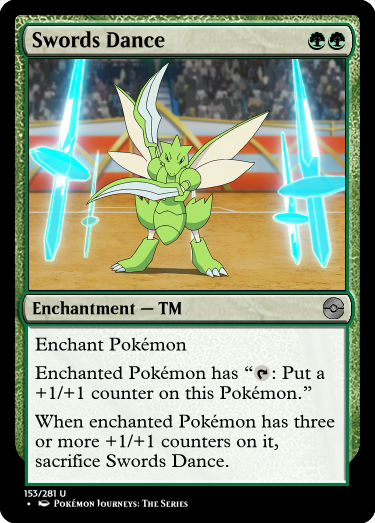 Swords Dance
Enchantment — TM
Enchant Pokémon
Enchanted Pokémon has “: Put a
+1/+1 counter on this Pokémon.”
When enchanted Pokémon has three
or more +1/+1 counters on it,
sacrifice Swords Dance.
153/281 U
• Pokémon Journeys: The Series